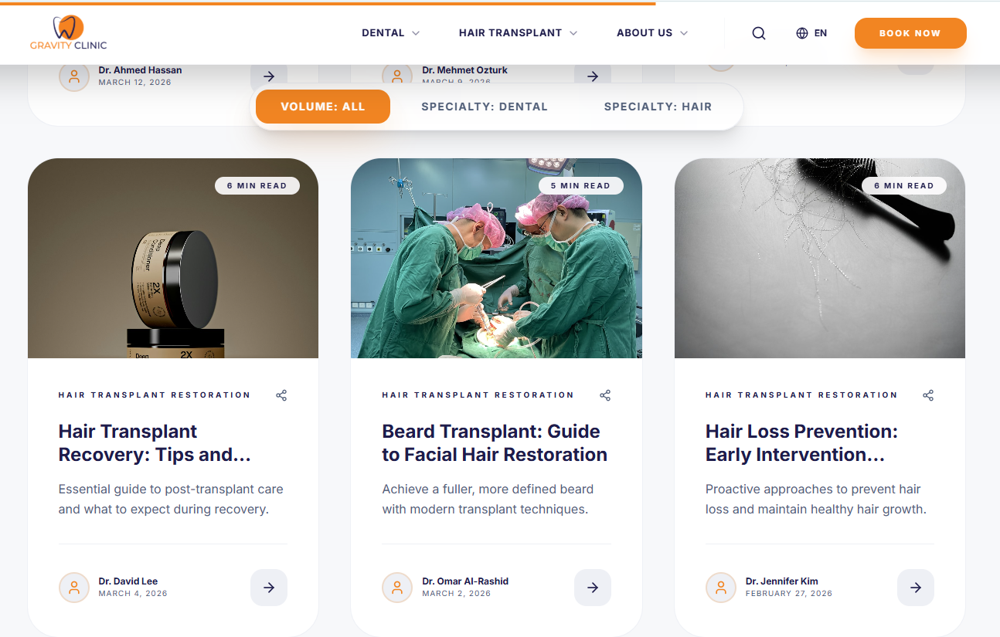 GRAVITY CLINIC
DENTAL
HAIR TRANSPLANT
ABOUT US
EN
BOOK NOW
Dr. Ahmed Hassan
MARCH 12, 2026
Dr. Mehmet Ozturk
MARCH 9, 2026
VOLUME: ALL
SPECIALTY: DENTAL
SPECIALTY: HAIR
6 MIN READ
5 MIN READ
6 MIN READ
Deep
Conditioner
2X
Deep
2X
HAIR TRANSPLANT RESTORATION
Hair Transplant
Recovery: Tips and...
Essential guide to post-transplant care
and what to expect during recovery.
Dr. David Lee
MARCH 4, 2026
HAIR TRANSPLANT RESTORATION
Beard Transplant: Guide
to Facial Hair Restoration
Achieve a fuller, more defined beard
with modern transplant techniques.
Dr. Omar Al-Rashid
MARCH 2, 2026
HAIR TRANSPLANT RESTORATION
Hair Loss Prevention:
Early Intervention...
Proactive approaches to prevent hair
loss and maintain healthy hair growth.
Dr. Jennifer Kim
FEBRUARY 27, 2026